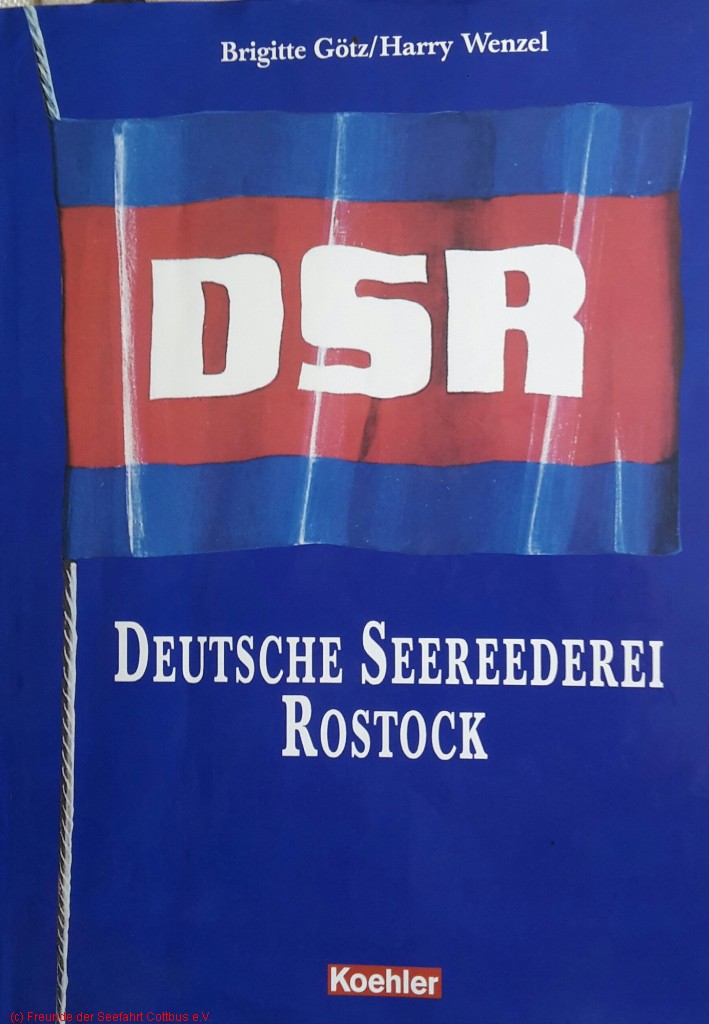 Brigitte Götz/Harry Wenzel
DSR
DEUTSCHE SEEREEDEREI
ROSTOCK
Koehler
(c) Freunde der Seefahrt Cottbus e.V.